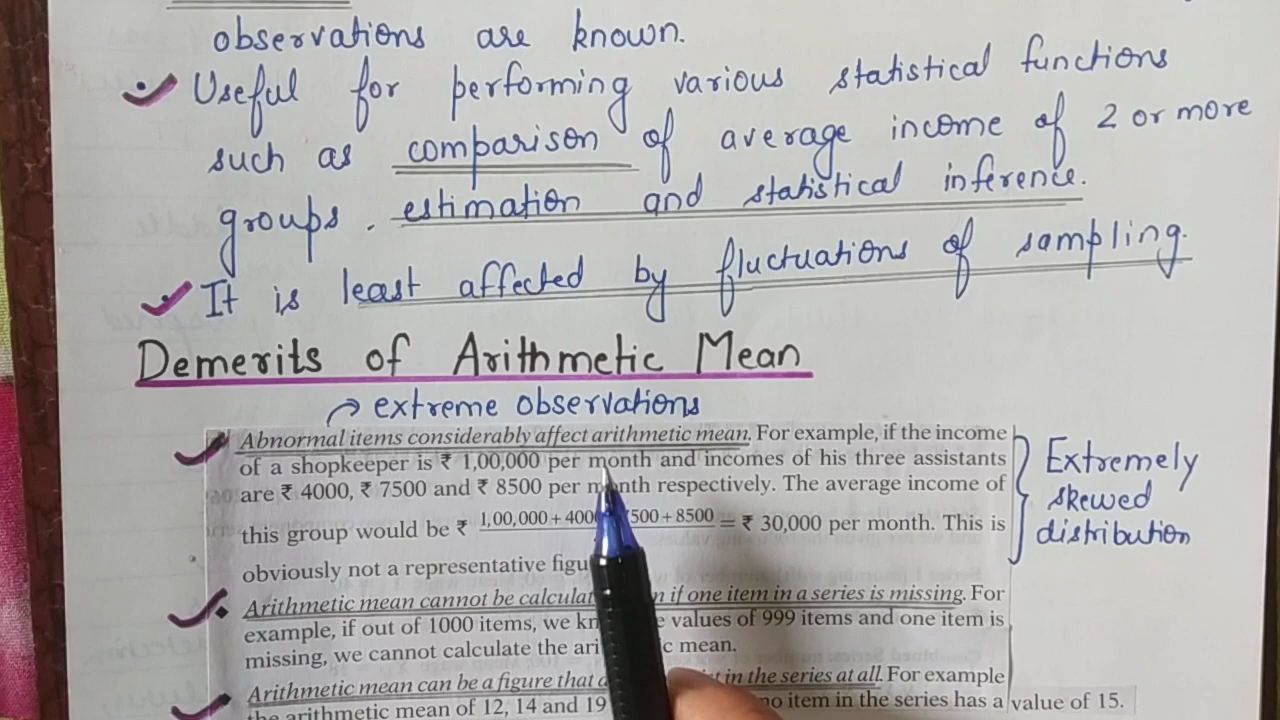 observations are known.
Useful for performing various statistical functions
such as comparison of average income of 2 or more
groups. estimation and statistical inference.
It is least affected by fluctuations of sampling.
Demerits of Arithmetic Mean
→ extreme observations
Abnormal items considerably affect arithmetic mean. For example, if the income
of a shopkeeper is ₹ 1,00,000 per month and incomes of his three assistants
are ₹ 4000, ₹ 7500 and ₹ 8500 per month respectively. The average income of
this group would be ₹ 1,00,000 + 400 500 + 8500 = ₹ 30,000 per month. This is
obviously not a representative
Extremely
skewed
distribution
Arithmetic mean cannot be if one item in a series is missing. For
example, if out of 1000 items, we values of 999 items and one item is
missing, we cannot calculate the mean.
Arithmetic mean can be a figure that in the series at all. For example
the arithmetic mean of 12, 14 and 19 no item in the series has a value of 15.